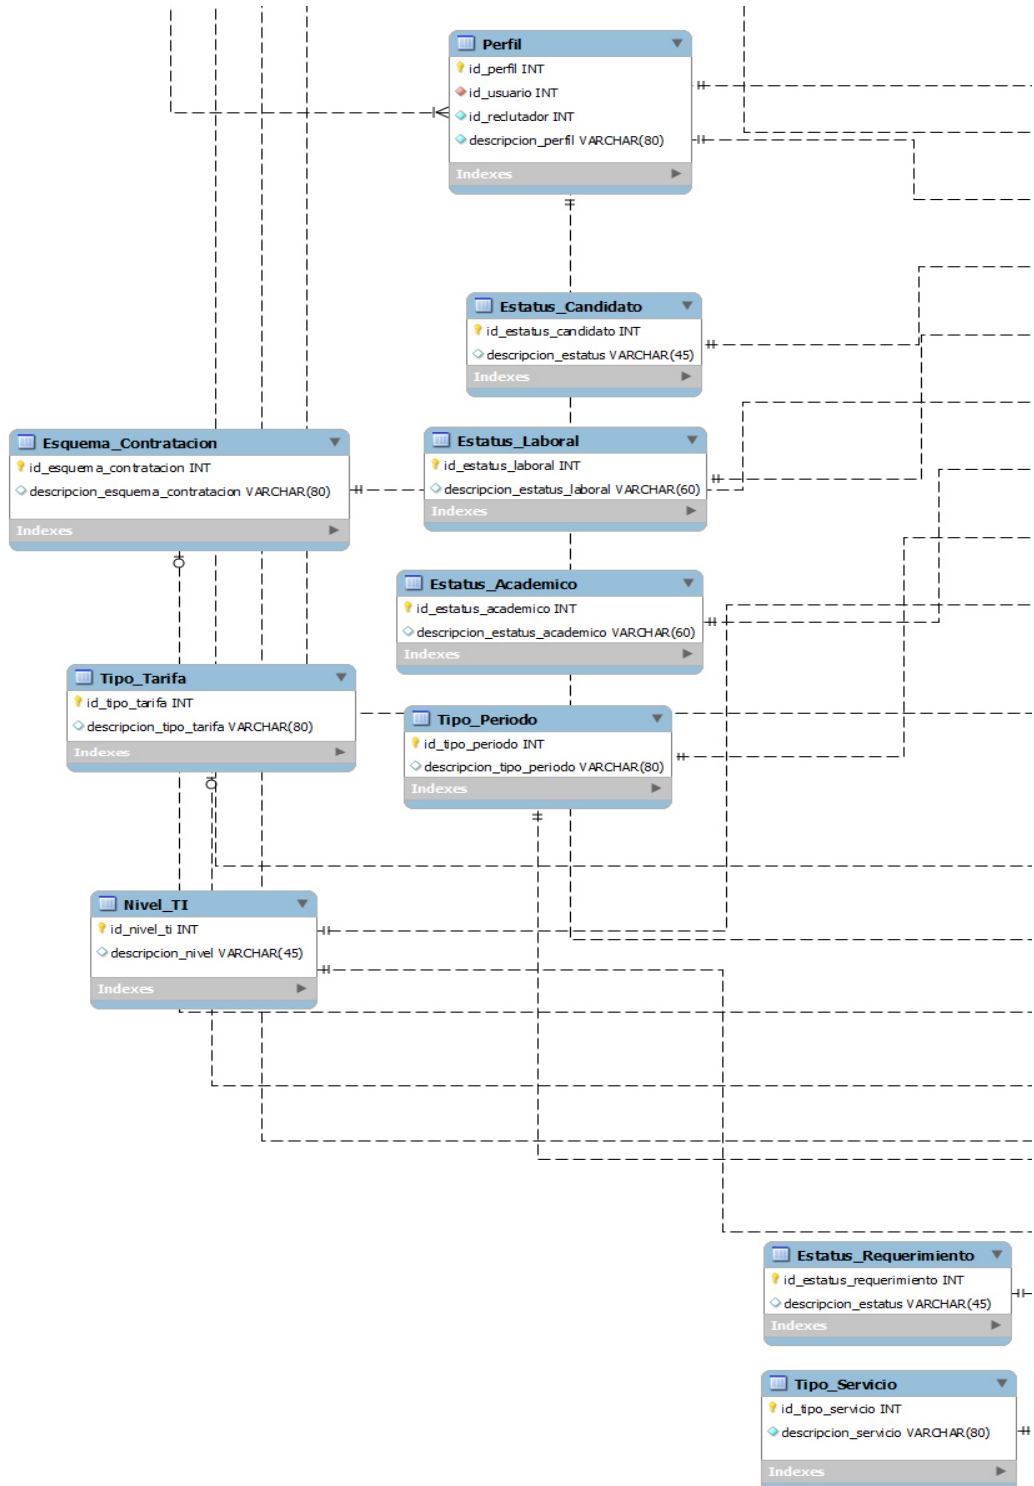 Perfil
id_perfil INT
id_usuario INT
id_reclutador INT
descripcion_perfil VARCHAR(80)
Indexes
Estatus_Candidato
id_estatus_candidato INT
descripcion_estatus VARCHAR(45)
Indexes
Esquema_Contratacion
id_esquema_contratacion INT
descripcion_esquema_contratacion VARCHAR(80)
Indexes
Estatus_Laboral
id_estatus_laboral INT
descripcion_estatus_laboral VARCHAR(60)
Indexes
Estatus_Academico
id_estatus_academico INT
descripcion_estatus_academico VARCHAR(60)
Indexes
Tipo_Tarifa
id_tipo_tarifa INT
descripcion_tipo_tarifa VARCHAR(80)
Indexes
Tipo_Periodo
id_tipo_periodo INT
descripcion_tipo_periodo VARCHAR(80)
Indexes
Nivel_TI
id_nivel_ti INT
descripcion_nivel VARCHAR(45)
Indexes
Estatus_Requerimiento
id_estatus_requerimiento INT
descripcion_estatus VARCHAR(45)
Indexes
Tipo_Servicio
id_tipo_servicio INT
descripcion_servicio VARCHAR(80)
Indexes